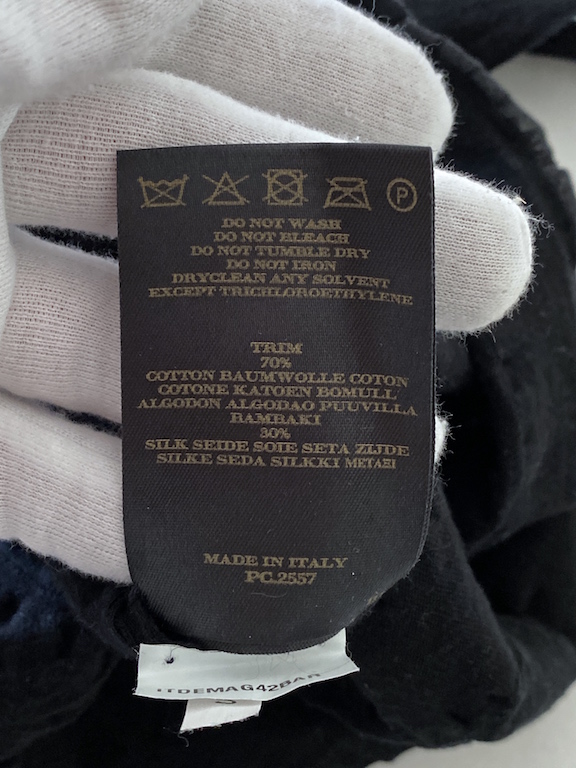 P
DO NOT WASH
DO NOT BLEACH
DO NOT TUMBLE DRY
DO NOT IRON
DRYCLEAN ANY SOLVENT
EXCEPT TRICHLOROETHYLENE
TRIM
70%
COTTON BAUMWOLLE COTON
COTONE KATOEN BOMULL
ALGODON ALGODAO PUUVILLA
BAMBAKI
30%
SILK SEIDE SOIE SETA ZIJDE
SILKE SEDA SILKKI METABI
MADE IN ITALY
PC.2557